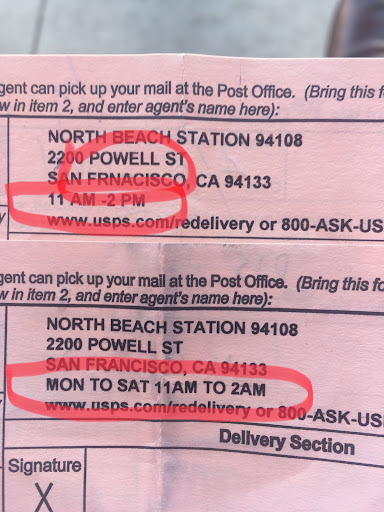 gent can pick up your mail at the Post Office. (Bring this fo
w in item 2, and enter agent's name here):
NORTH BEACH STATION 94108
2200 POWELL ST
SAN FRNACISCO, CA 94133
11 AM -2 PM
www.usps.com/redelivery or 800-ASK-US
gent can pick up your mail at the Post Office. (Bring this fo
w in item 2, and enter agent's name here):
NORTH BEACH STATION 94108
2200 POWELL ST
SAN FRANCISCO, CA 94133
MON TO SAT 11AM TO 2AM
www.usps.com/redelivery or 800-ASK-US
Delivery Section
Signature
X